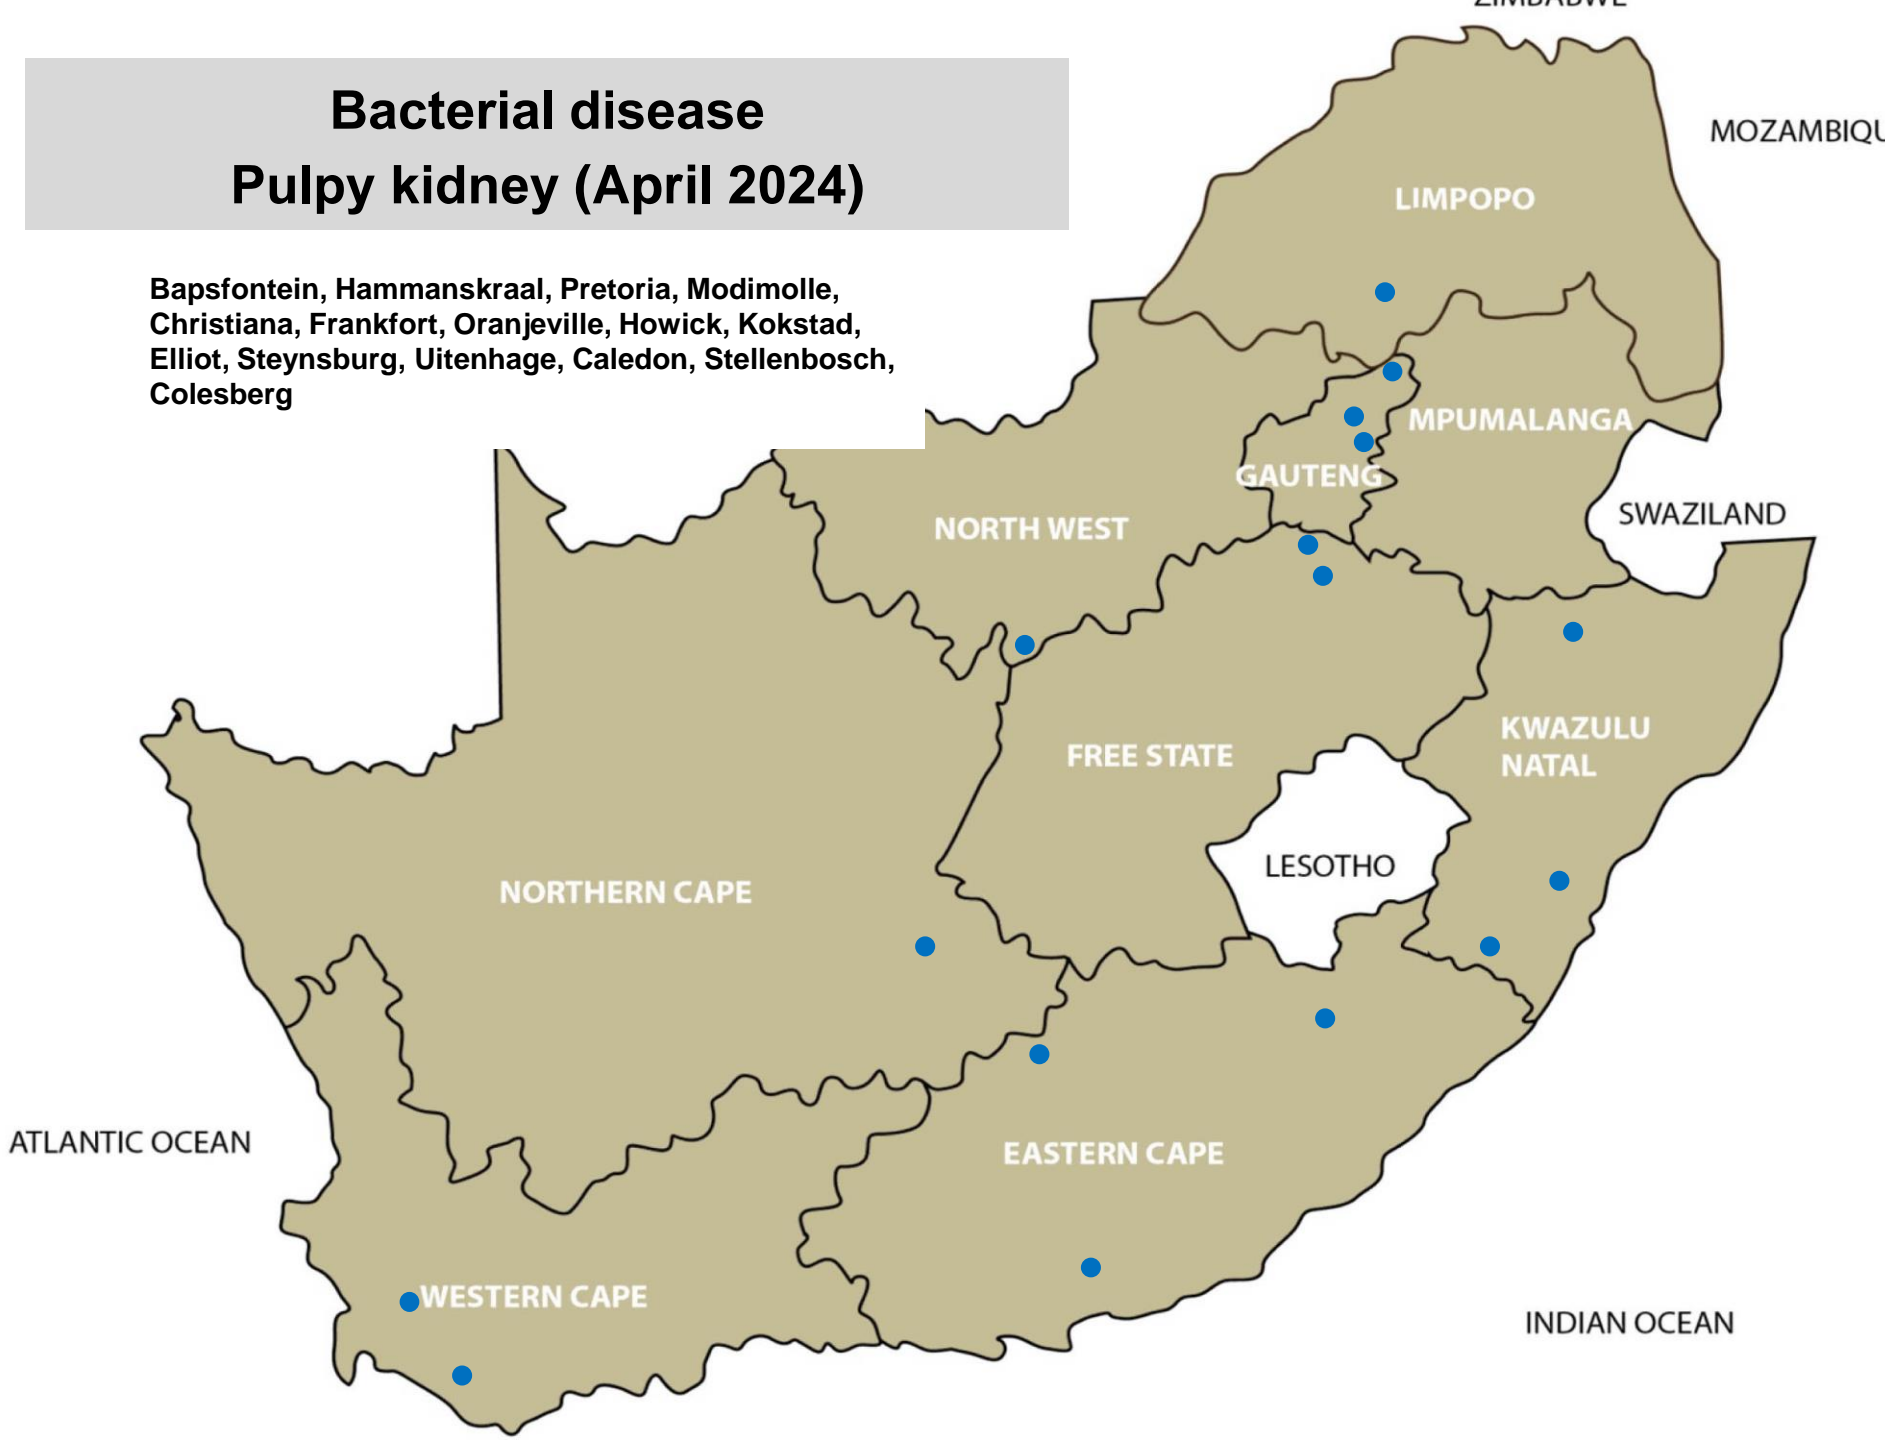 ZIMBABWE
Bacterial disease
Pulpy kidney (April 2024)
MOZAMBIQU
LIMPOPO
Bapsfontein, Hammanskraal, Pretoria, Modimolle,
Christiana, Frankfort, Oranjeville, Howick, Kokstad,
Elliot, Steynsburg, Uitenhage, Caledon, Stellenbosch,
Colesberg
MPUMALANGA
GAUTENG
SWAZILAND
NORTH WEST
KWAZULU
NATAL
FREE STATE
LESOTHO
NORTHERN CAPE
ATLANTIC OCEAN
EASTERN CAPE
WESTERN CAPE
INDIAN OCEAN